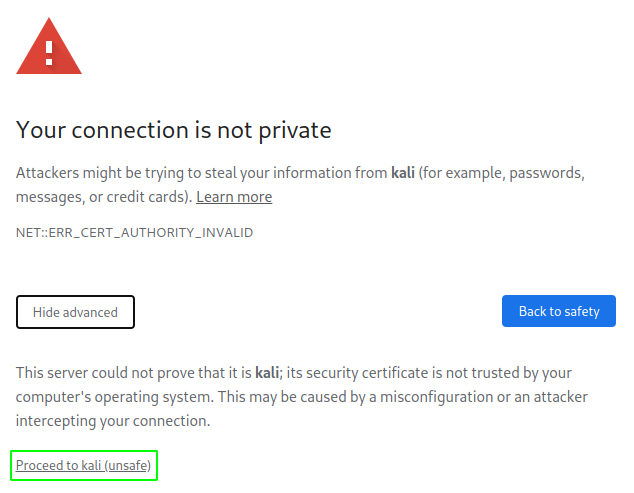 Your connection is not private
Attackers might be trying to steal your information from kali (for example, passwords,
messages, or credit cards). Learn more
NET::ERR_CERT_AUTHORITY_INVALID
Hide advanced
Back to safety
This server could not prove that it is kali; its security certificate is not trusted by your
computer's operating system. This may be caused by a misconfiguration or an attacker
intercepting your connection.
Proceed to kali (unsafe)